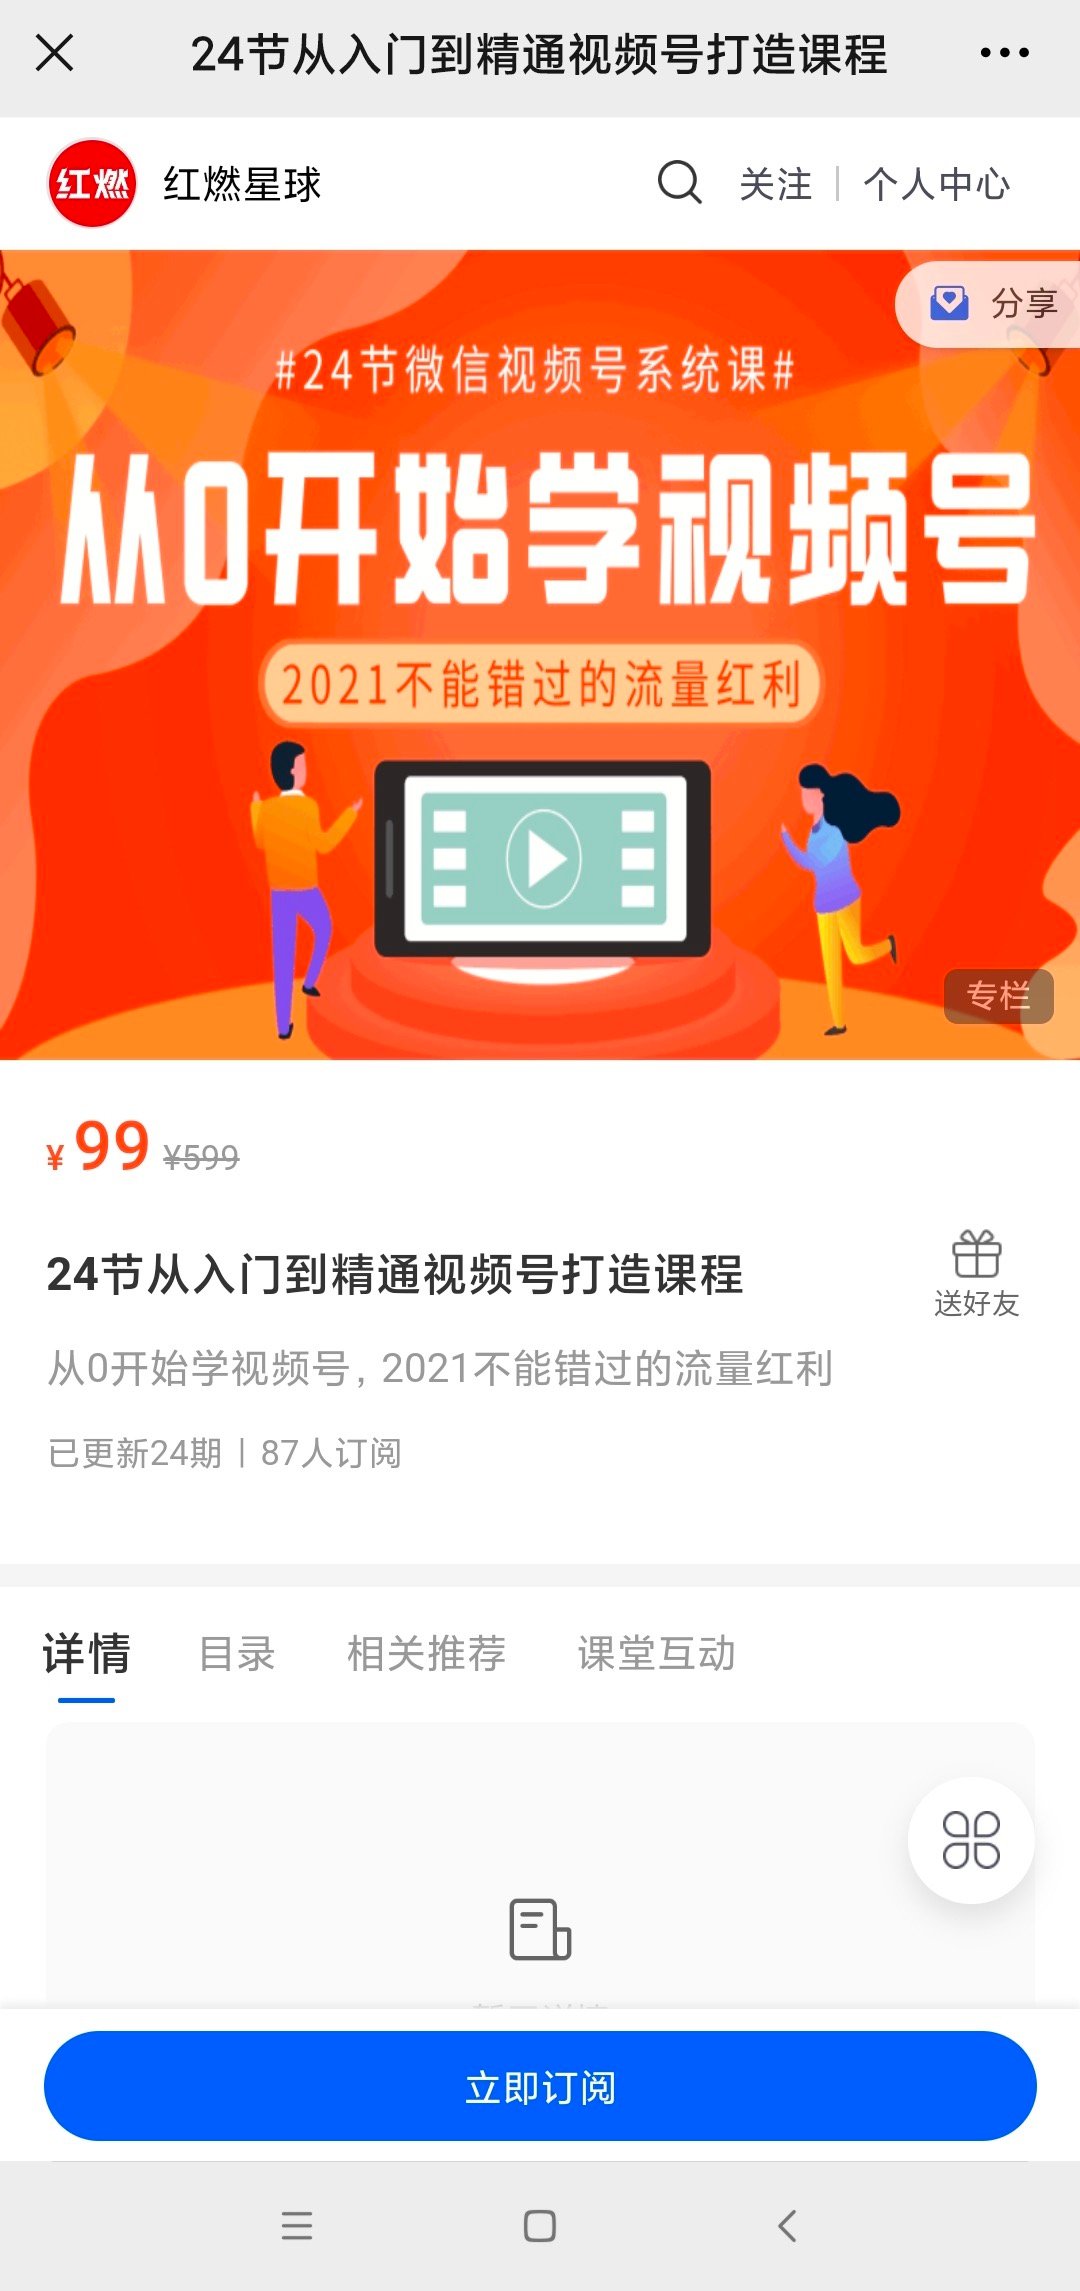 24节从入门到精通视频号打造课程
红燃
红燃星球
关注
个人中心
分享
#24节微信视频号系统课#
从0开始学视频号
2021不能错过的流量红利
专栏
¥99 ¥599
24节从入门到精通视频号打造课程
送好友
从0开始学视频号，2021不能错过的流量红利
已更新24期 | 87人订阅
详情 目录 相关推荐 课堂互动
立即订阅